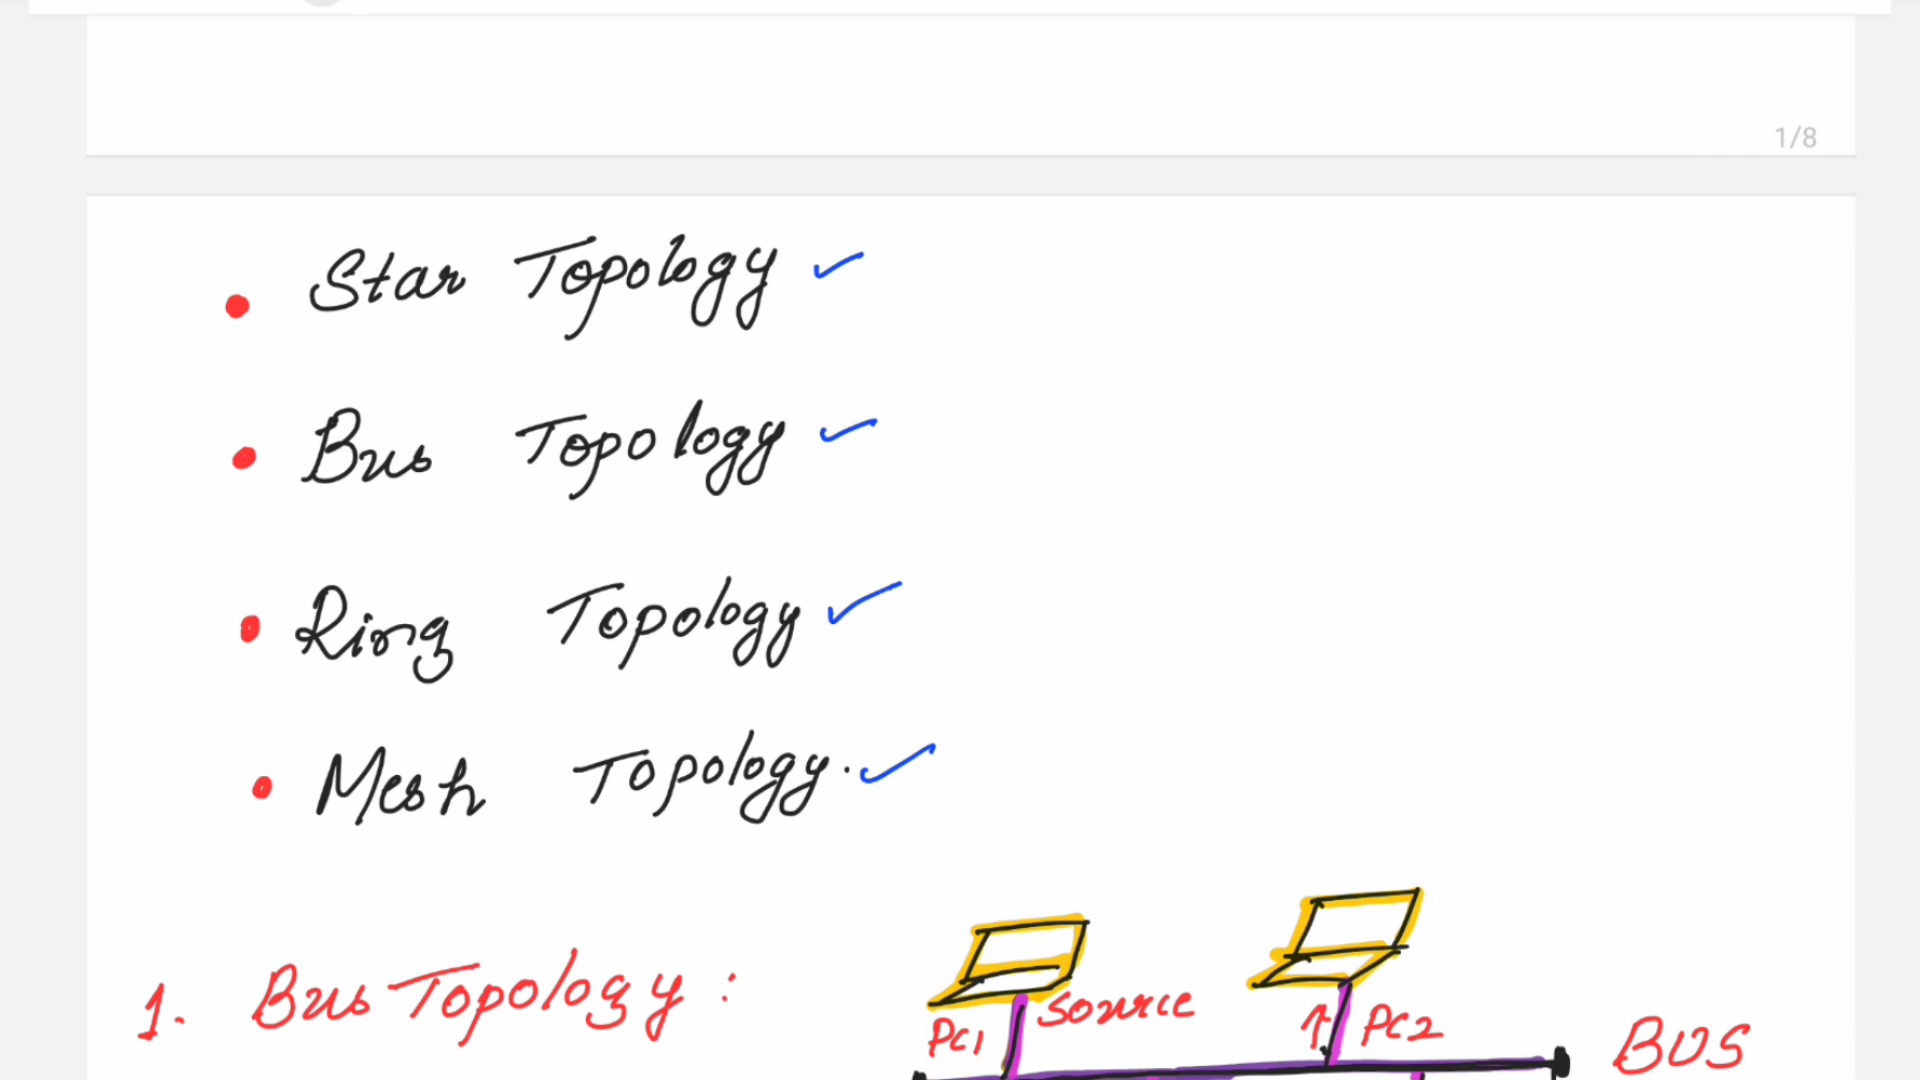 1/8
• Star Topology ✓
• Bus Topology ✓
• Ring Topology ✓
• Mesh Topology. ✓
1. Bus Topology :
PC1 Source
↑ PC2
BUS